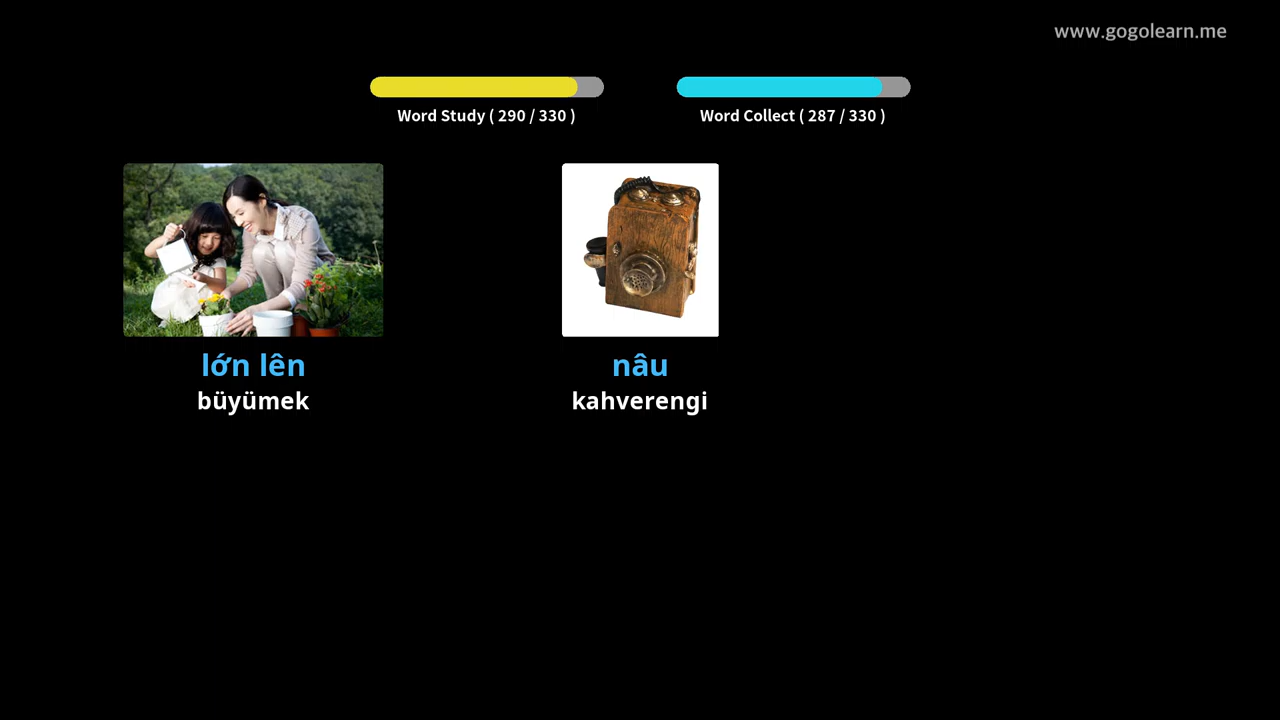 www.gogolearn.me
Word Study ( 290 / 330 )
Word Collect ( 287 / 330 )
lớn lên
büyümek
nâu
kahverengi